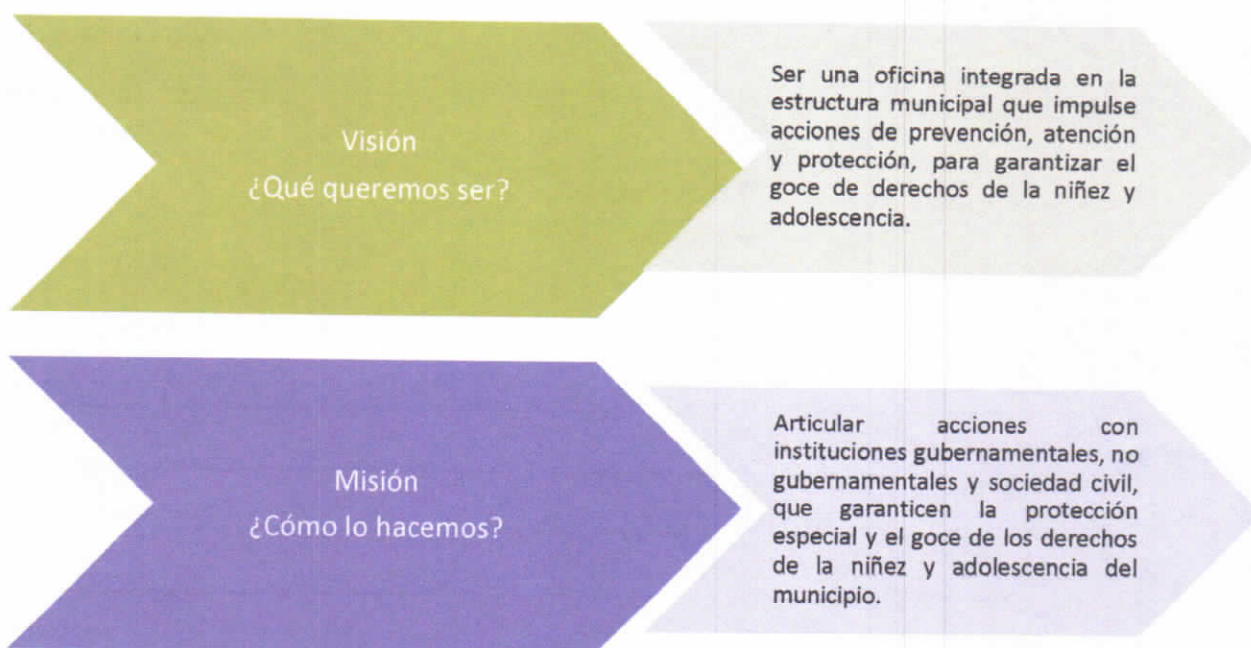 Visión
¿Qué queremos ser?
Ser una oficina integrada en la
estructura municipal que impulse
acciones de prevención, atención
y protección, para garantizar el
goce de derechos de la niñez y
adolescencia.
Misión
¿Cómo lo hacemos?
Articular acciones con
instituciones gubernamentales, no
gubernamentales y sociedad civil,
que garanticen la protección
especial y el goce de los derechos
de la niñez y adolescencia del
municipio.